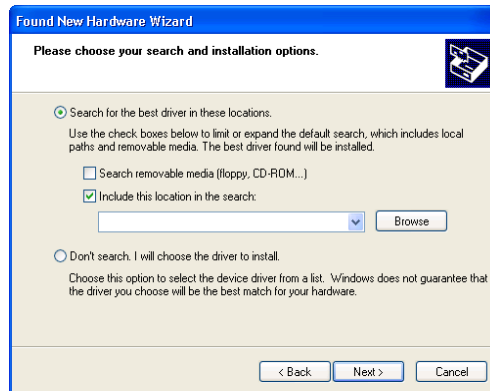 Found New Hardware Wizard
Please choose your search and installation options.
Search for the best driver in these locations.
Use the check boxes below to limit or expand the default search, which includes local
paths and removable media. The best driver found will be installed.
Search removable media (floppy, CD-ROM...)
Include this location in the search:
Browse
Don't search. I will choose the driver to install.
Choose this option to select the device driver from a list. Windows does not guarantee that
the driver you choose will be the best match for your hardware.
< Back Next > Cancel